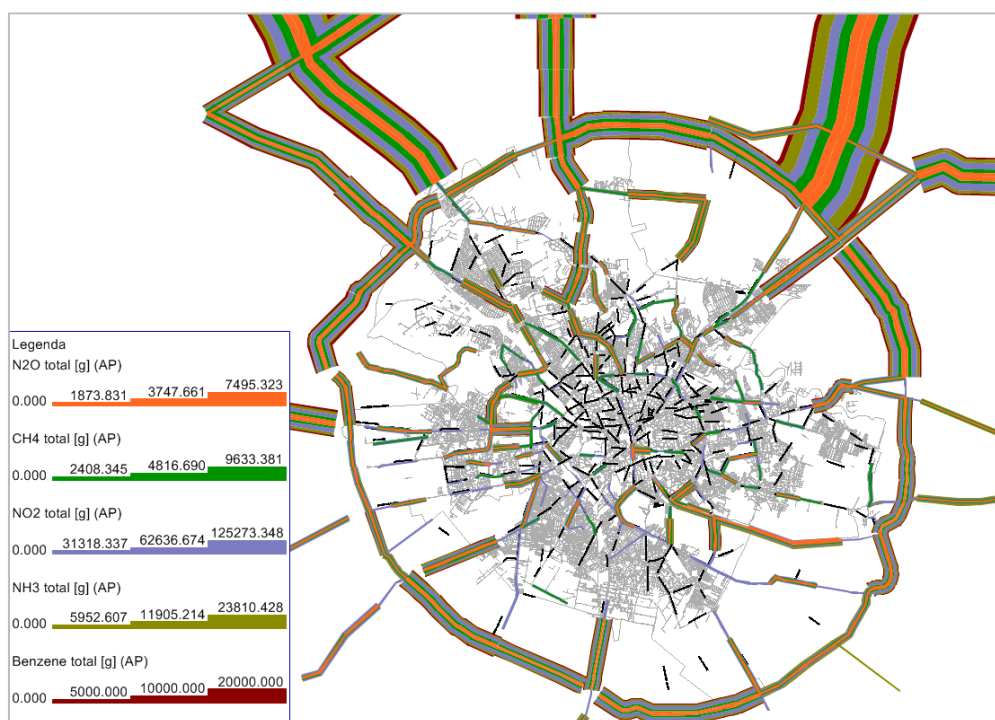 Legenda
N2O total [g] (AP)
0.000 1873.831 3747.661 7495.323
CH4 total [g] (AP)
0.000 2408.345 4816.690 9633.381
NO2 total [g] (AP)
0.000 31318.337 62636.674 125273.348
NH3 total [g] (AP)
0.000 5952.607 11905.214 23810.428
Benzene total [g] (AP)
0.000 5000.000 10000.000 20000.000